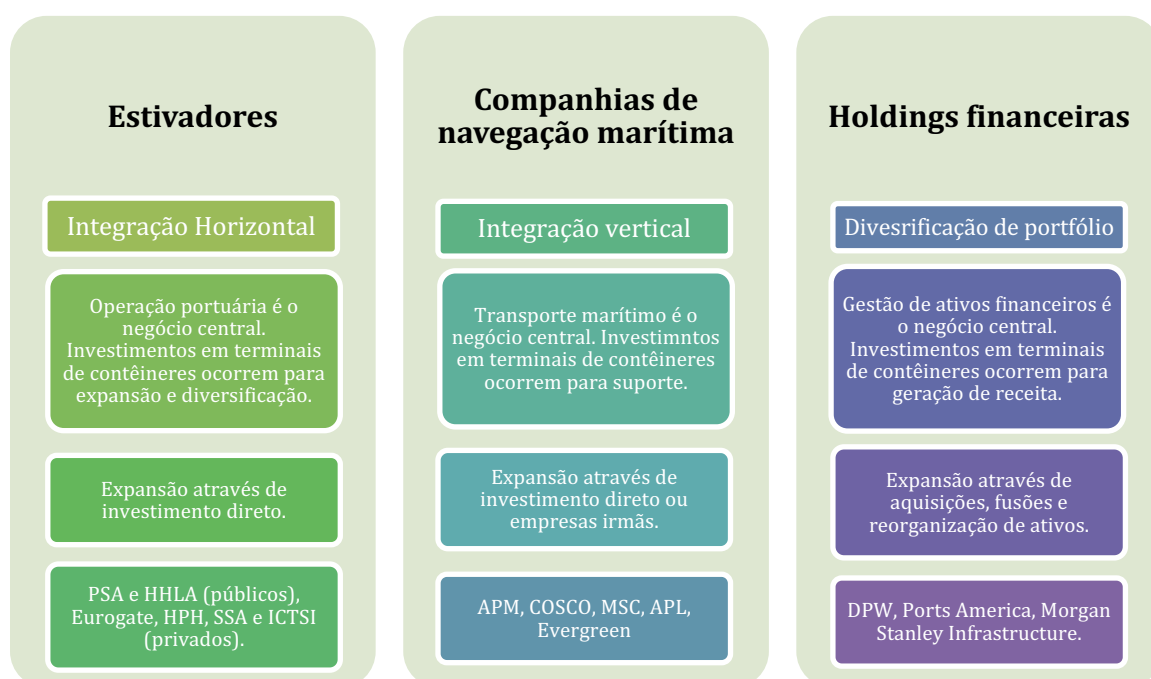 Estivadores
Integração Horizontal
Operação portuária é o
negócio central.
Investimentos em terminais
de contêineres ocorrem para
expansão e diversificação.
Expansão através de
investimento direto.
PSA e HHLA (públicos),
Eurogate, HPH, SSA e ICTSI
(privados).
Companhias de
navegação marítima
Integração vertical
Transporte marítimo é o
negócio central. Investimntos
em terminais de contêineres
ocorrem para suporte.
Expansão através de
investimento direto ou
empresas irmãs.
APM, COSCO, MSC, APL,
Evergreen
Holdings financeiras
Divesrificação de portfólio
Gestão de ativos financeiros é
o negócio central.
Investimentos em terminais
de contêineres ocorrem para
geração de receita.
Expansão através de
aquisições, fusões e
reorganização de ativos.
DPW, Ports America, Morgan
Stanley Infrastructure.